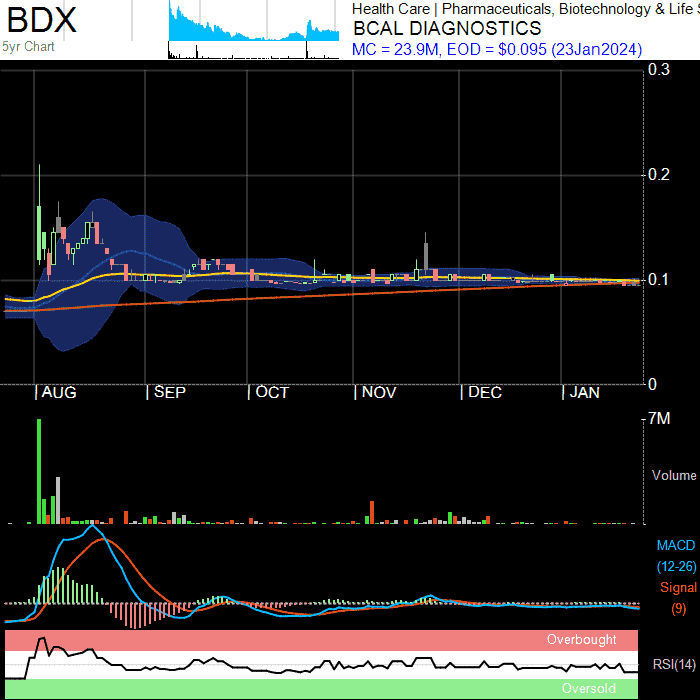 BDX
5yr Chart
Health Care | Pharmaceuticals, Biotechnology & Life
BCAL DIAGNOSTICS
MC = 23.9M, EOD = $0.095 (23Jan2024)
0.3
0.2
0.1
0
AUG
SEP
OCT
NOV
DEC
JAN
7M
Volume
MACD
(12-26)
Signal
(9)
Overbought
RSI(14)
Oversold